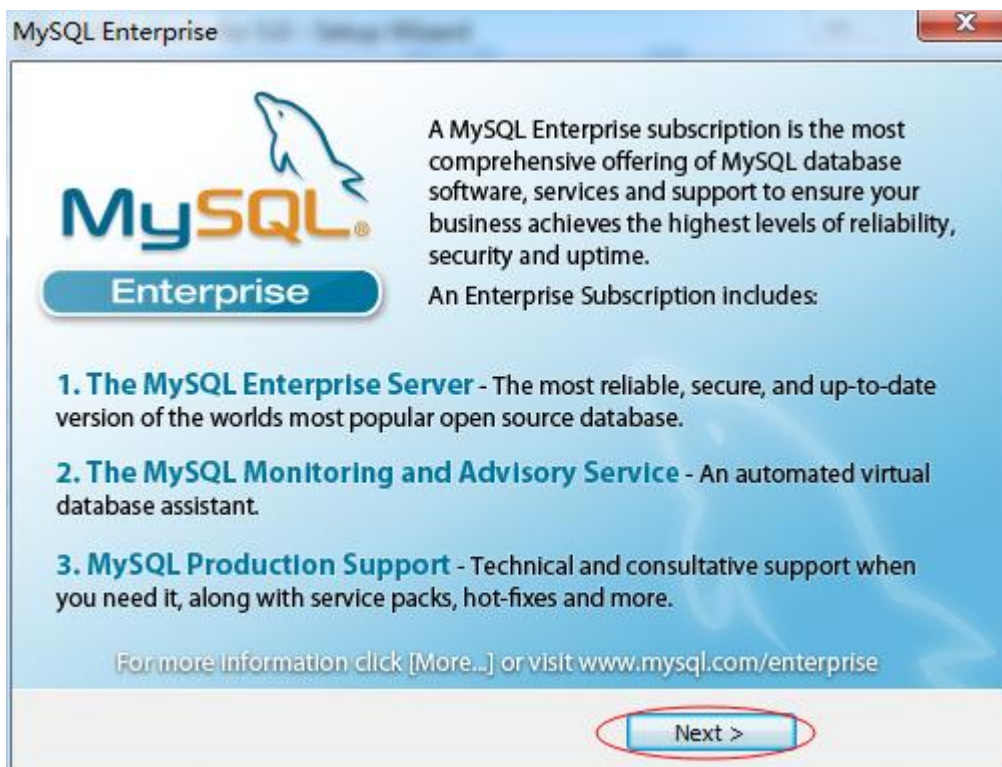 MySQL Enterprise
MySQL®
Enterprise
A MySQL Enterprise subscription is the most
comprehensive offering of MySQL database
software, services and support to ensure your
business achieves the highest levels of reliability,
security and uptime.
An Enterprise Subscription includes:
1. The MySQL Enterprise Server - The most reliable, secure, and up-to-date
version of the worlds most popular open source database.
2. The MySQL Monitoring and Advisory Service - An automated virtual
database assistant.
3. MySQL Production Support - Technical and consultative support when
you need it, along with service packs, hot-fixes and more.
For more information click [More...] or visit www.mysql.com/enterprise
Next >